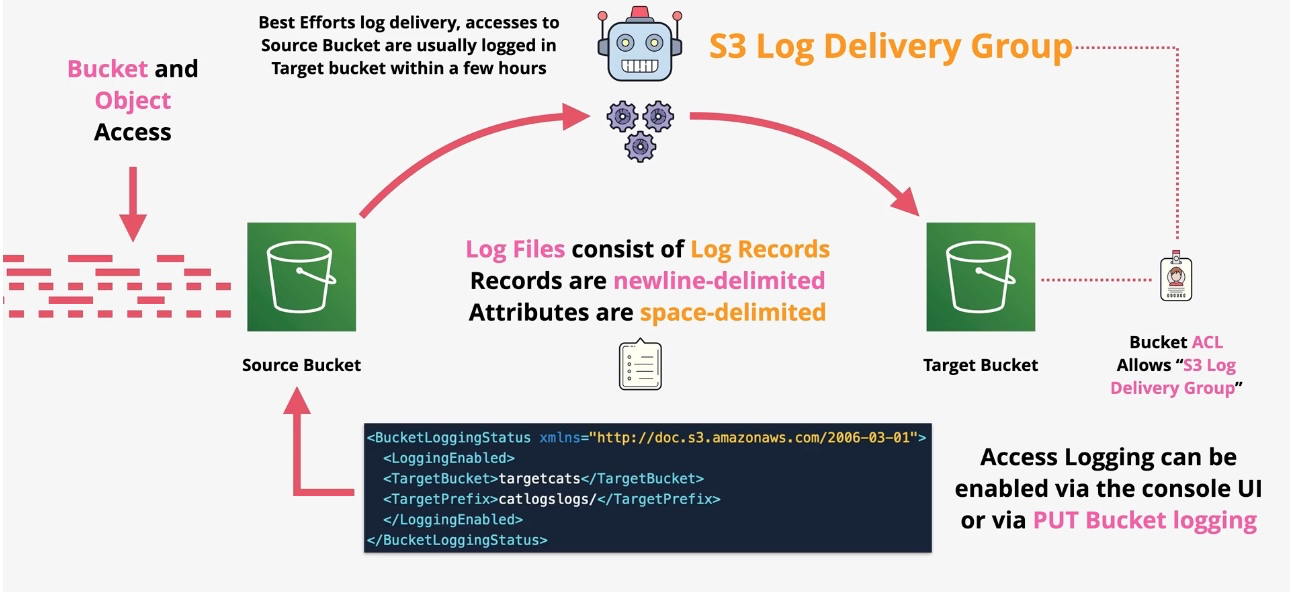 Best Efforts log delivery, accesses to
Source Bucket are usually logged in
Target bucket within a few hours
S3 Log Delivery Group
Bucket and
Object
Access
Log Files consist of Log Records
Records are newline-delimited
Attributes are space-delimited
Source Bucket
Target Bucket
Bucket ACL
Allows “S3 Log
Delivery Group”
<BucketLoggingStatus xmlns="http://doc.s3.amazonaws.com/2006-03-01">
  <LoggingEnabled>
  <TargetBucket>targetcats</TargetBucket>
  <TargetPrefix>catlogslogs/</TargetPrefix>
  </LoggingEnabled>
</BucketLoggingStatus>
Access Logging can be
enabled via the console UI
or via PUT Bucket logging